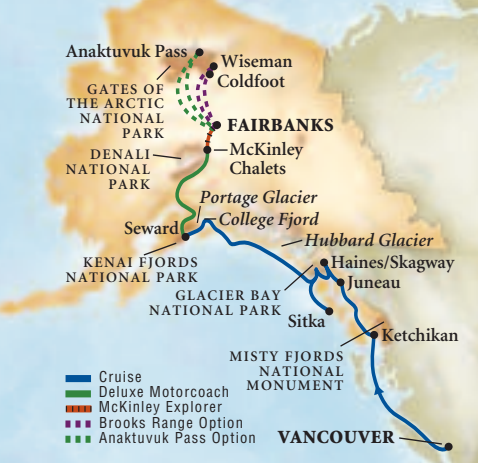 Anaktuvuk Pass
Wiseman
Coldfoot
GATES OF
THE ARCTIC
NATIONAL
PARK
FAIRBANKS
DENALI
NATIONAL
PARK
McKinley
Chalets
Portage Glacier
College Fjord
Seward
Hubbard Glacier
KENAI FJORDS
NATIONAL PARK
Haines/Skagway
GLACIER BAY
NATIONAL PARK
Juneau
Sitka
Ketchikan
MISTY FJORDS
NATIONAL
MONUMENT
Cruise
Deluxe Motorcoach
McKinley Explorer
Brooks Range Option
Anaktuvuk Pass Option
VANCOUVER